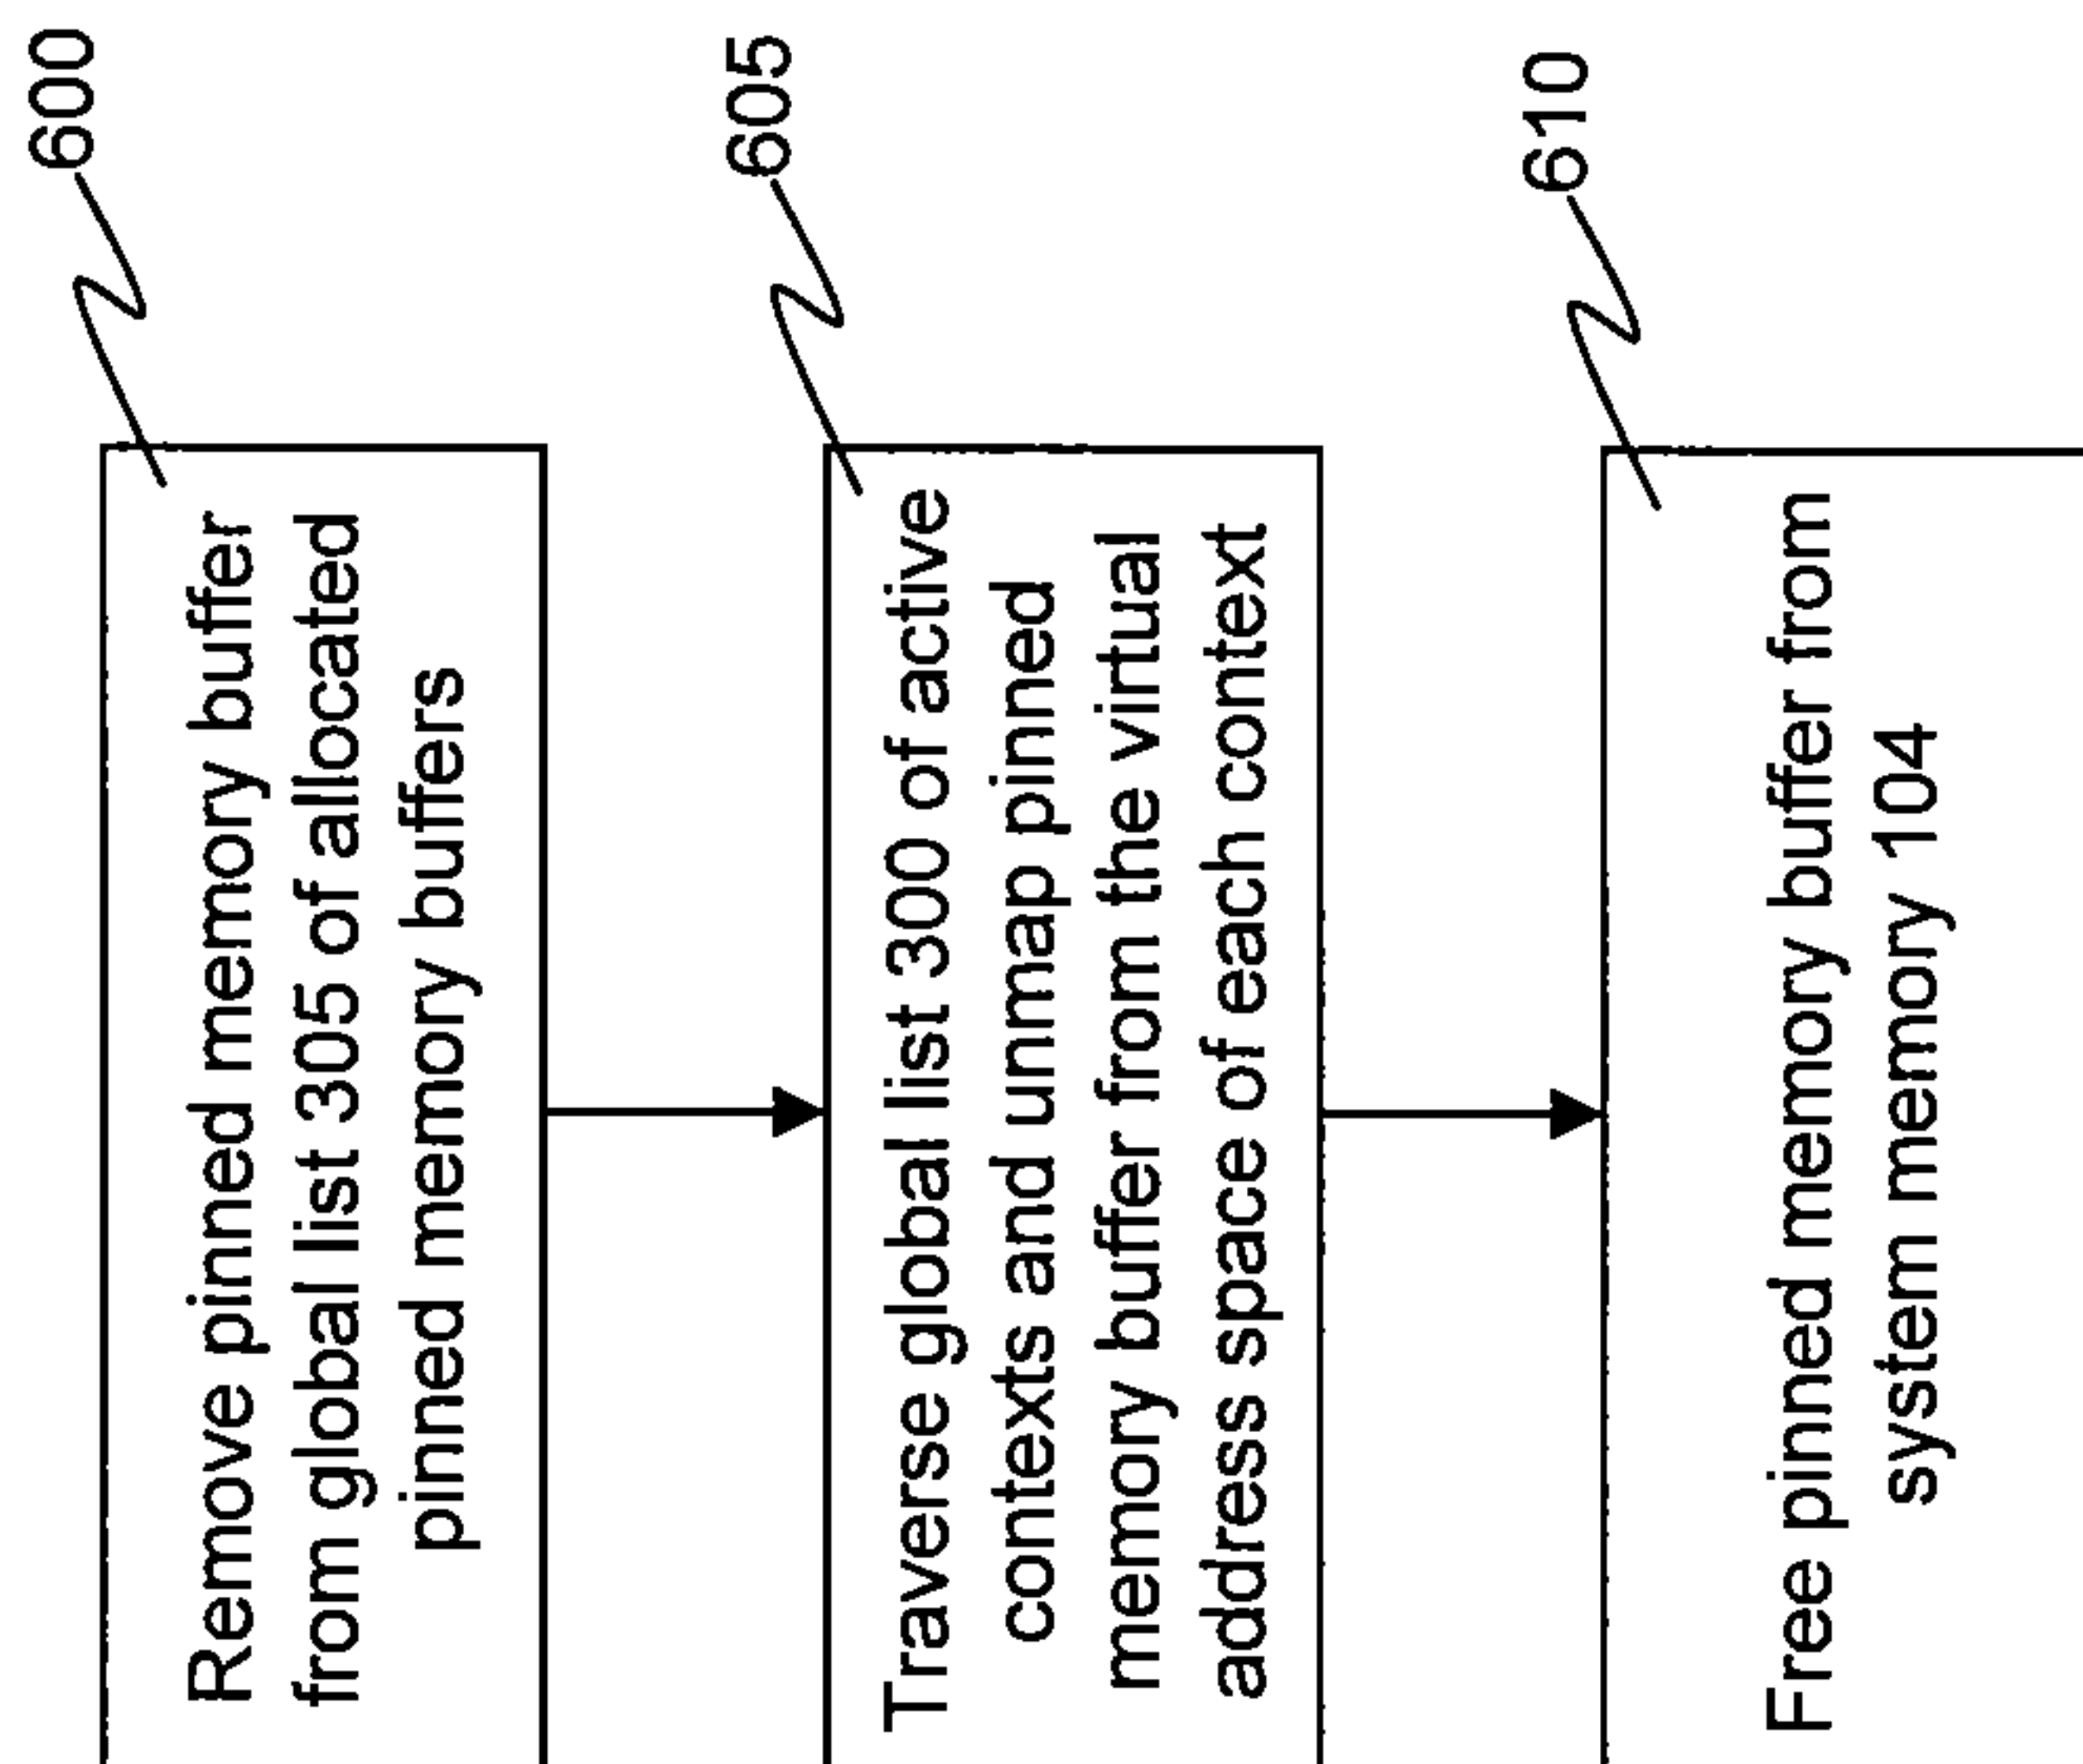 600
Remove pinned memory buffer
from global list 305 of allocated
pinned memory buffers
605
Traverse global list 300 of active
contexts and unmap pinned
memory buffer from the virtual
address space of each context
610
Free pinned memory buffer from
system memory 104